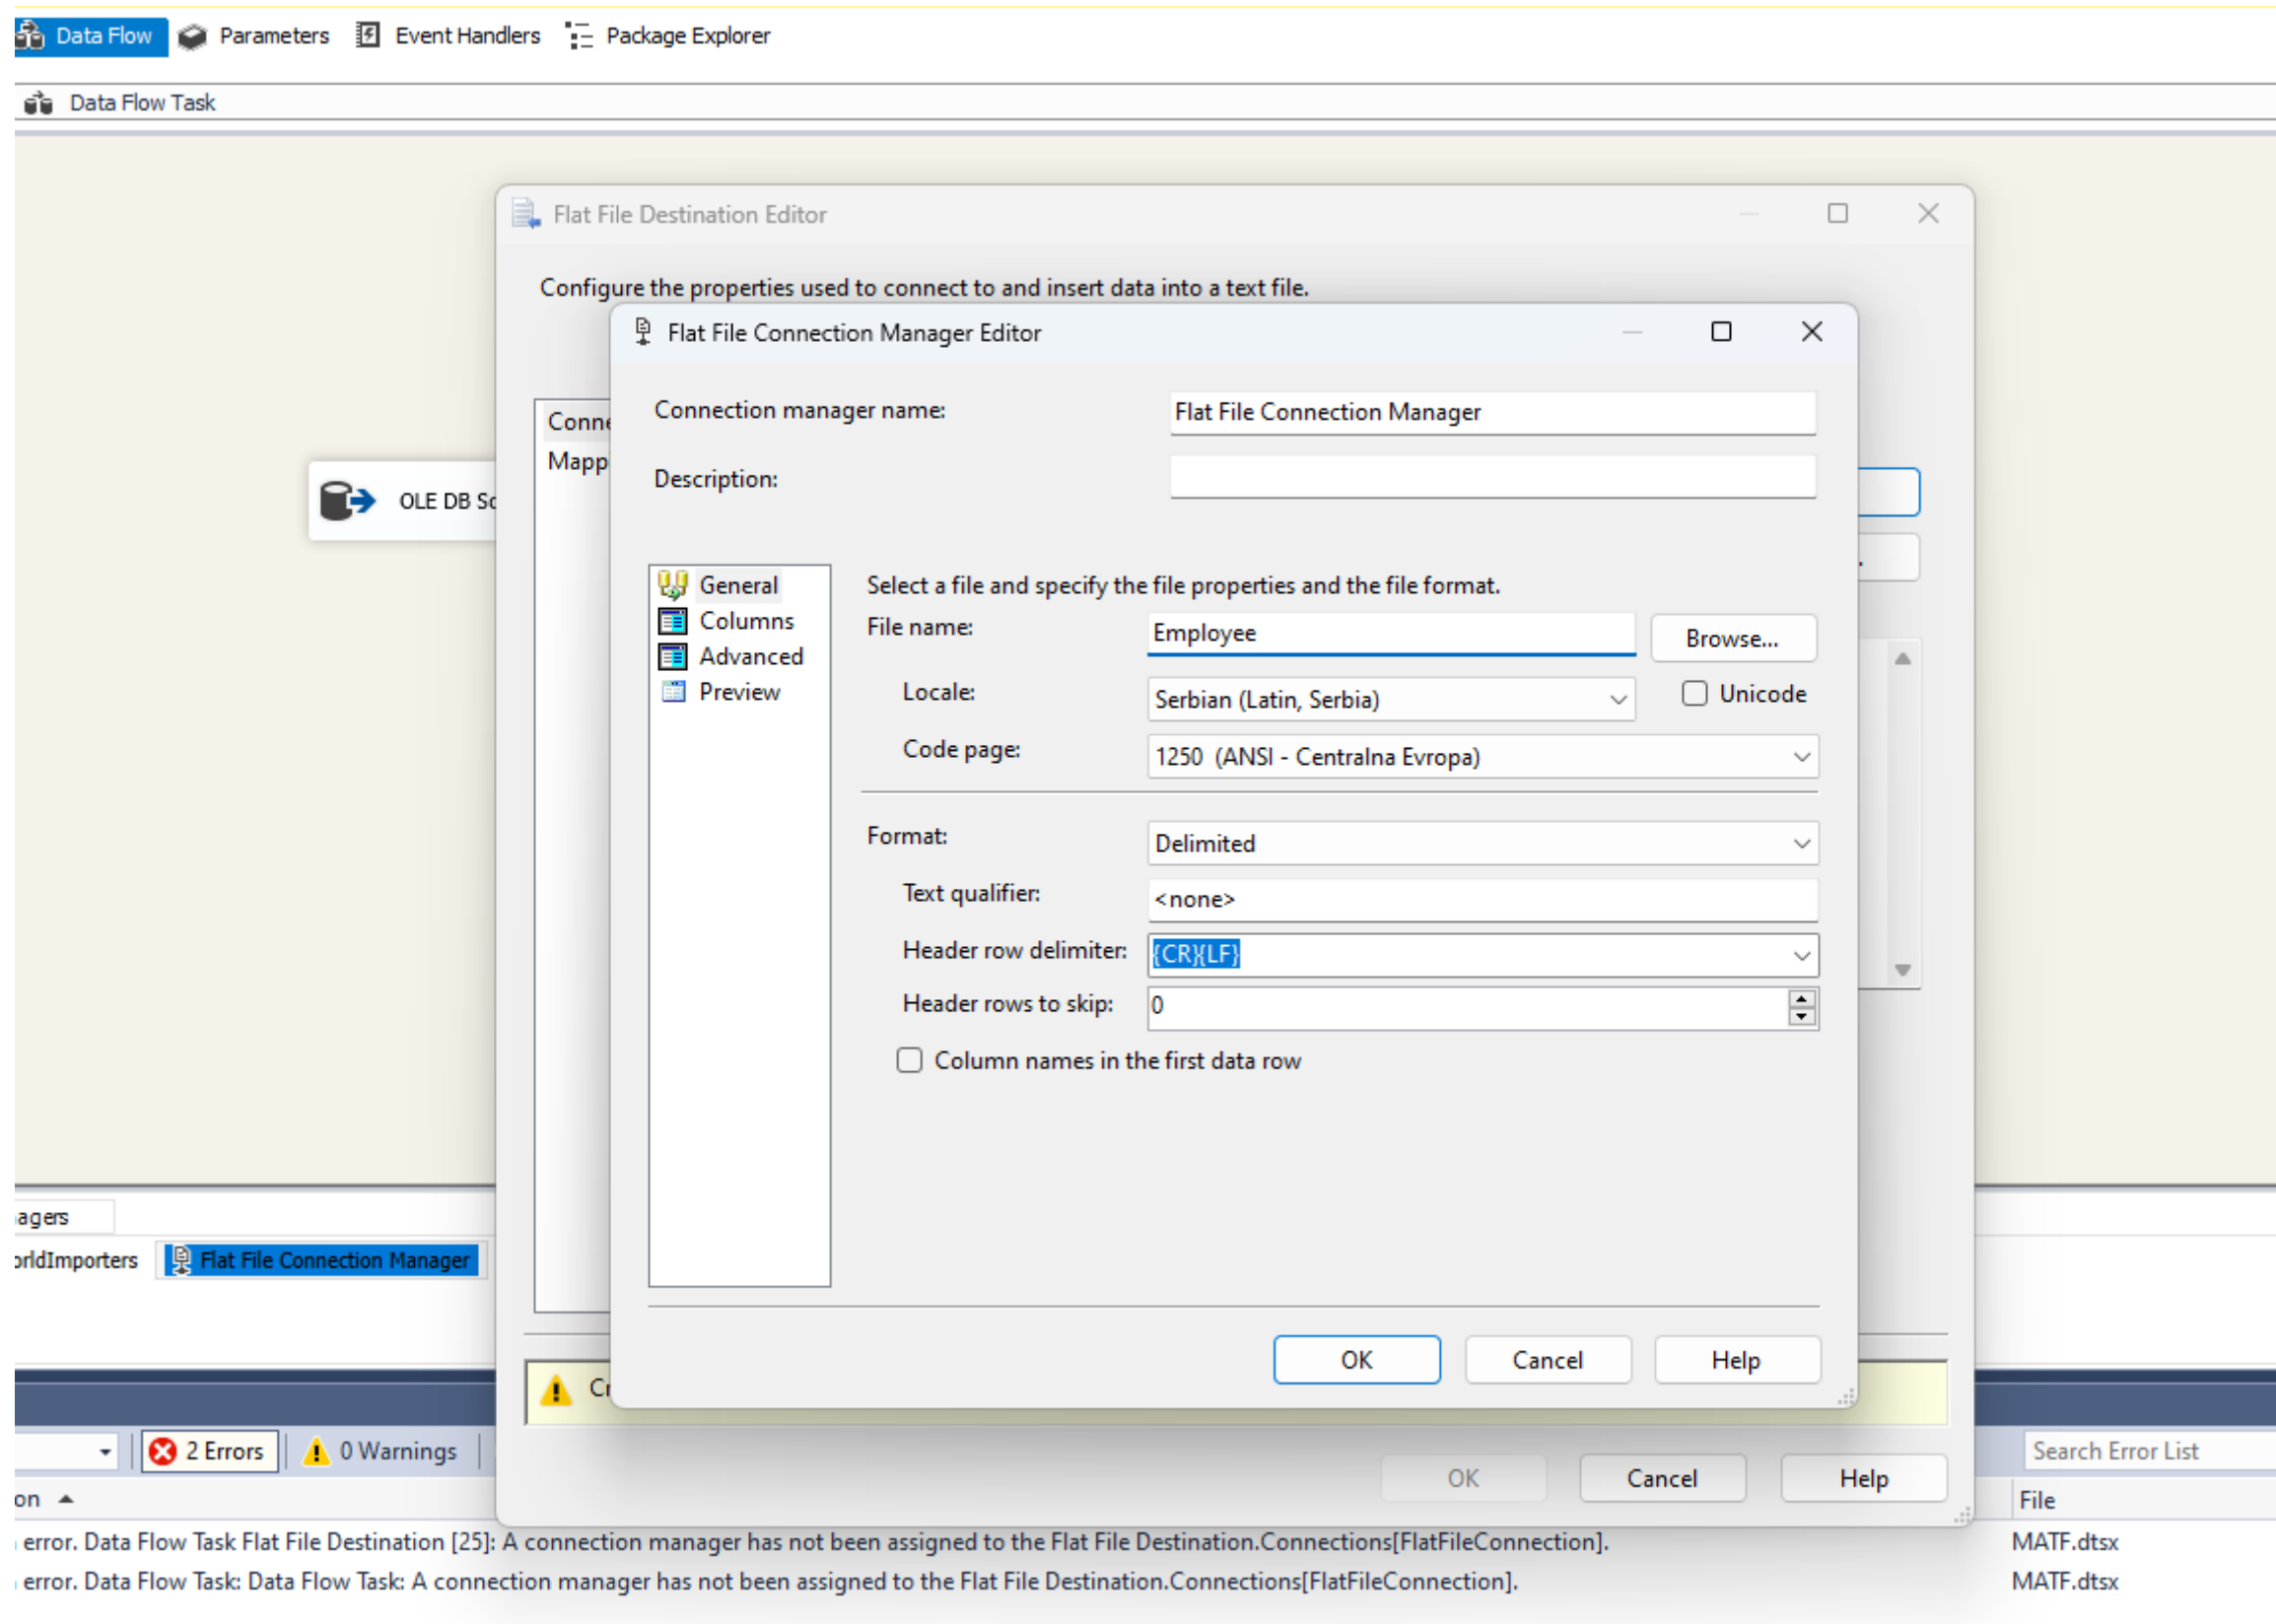 Data Flow Parameters Event Handlers Package Explorer
Data Flow Task
Flat File Destination Editor
Configure the properties used to connect to and insert data into a text file.
Flat File Connection Manager Editor
Connection manager name: Flat File Connection Manager
Description:
OLE DB
General
Columns
Advanced
Preview
Select a file and specify the file properties and the file format.
File name: Employee Browse...
Locale: Serbian (Latin, Serbia) Unicode
Code page: 1250 (ANSI - Centralna Evropa)
Format: Delimited
Text qualifier: <none>
Header row delimiter: {CR}{LF}
Header rows to skip: 0
Column names in the first data row
OK Cancel Help
agers
orldImporters Flat File Connection Manager
2 Errors 0 Warnings
Search Error List
OK Cancel Help
on File
error. Data Flow Task Flat File Destination [25]: A connection manager has not been assigned to the Flat File Destination.Connections[FlatFileConnection]. MATF.dtsx
error. Data Flow Task: Data Flow Task: A connection manager has not been assigned to the Flat File Destination.Connections[FlatFileConnection]. MATF.dtsx